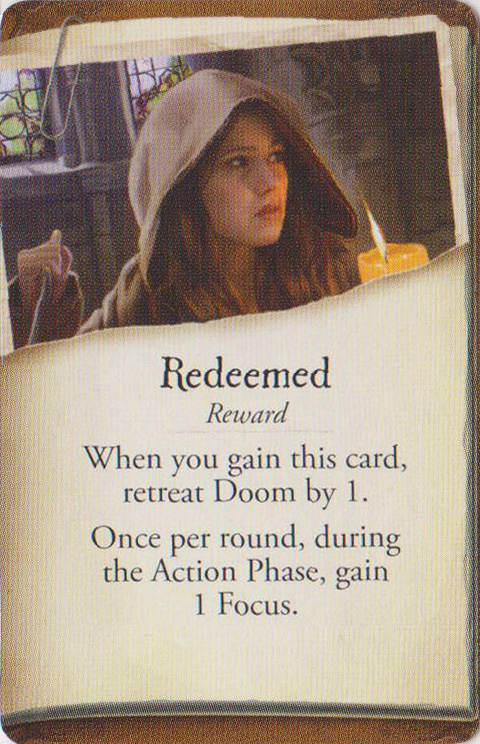 Redeemed
Reward
When you gain this card,
retreat Doom by 1.
Once per round, during
the Action Phase, gain
1 Focus.